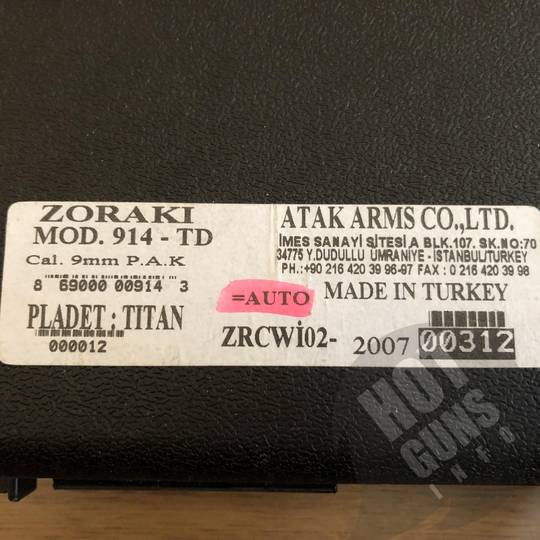 ZORAKI
MOD. 914 - TD
Cal. 9mm P.A.K
8 69000 00914 3
PLADET : TITAN
000012
ATAK ARMS CO.,LTD.
İMES SANAYİ SİTESİ A BLK.107. SK.NO:70
34775 Y.DUDULLU ÜMRANİYE - İSTANBUL/TURKEY
PH.:+90 216 420 39 96-97 FAX : 0 216 420 39 98
=AUTO MADE IN TURKEY
ZRCWİ02- 2007 00312
HOT
GUNS
INFO